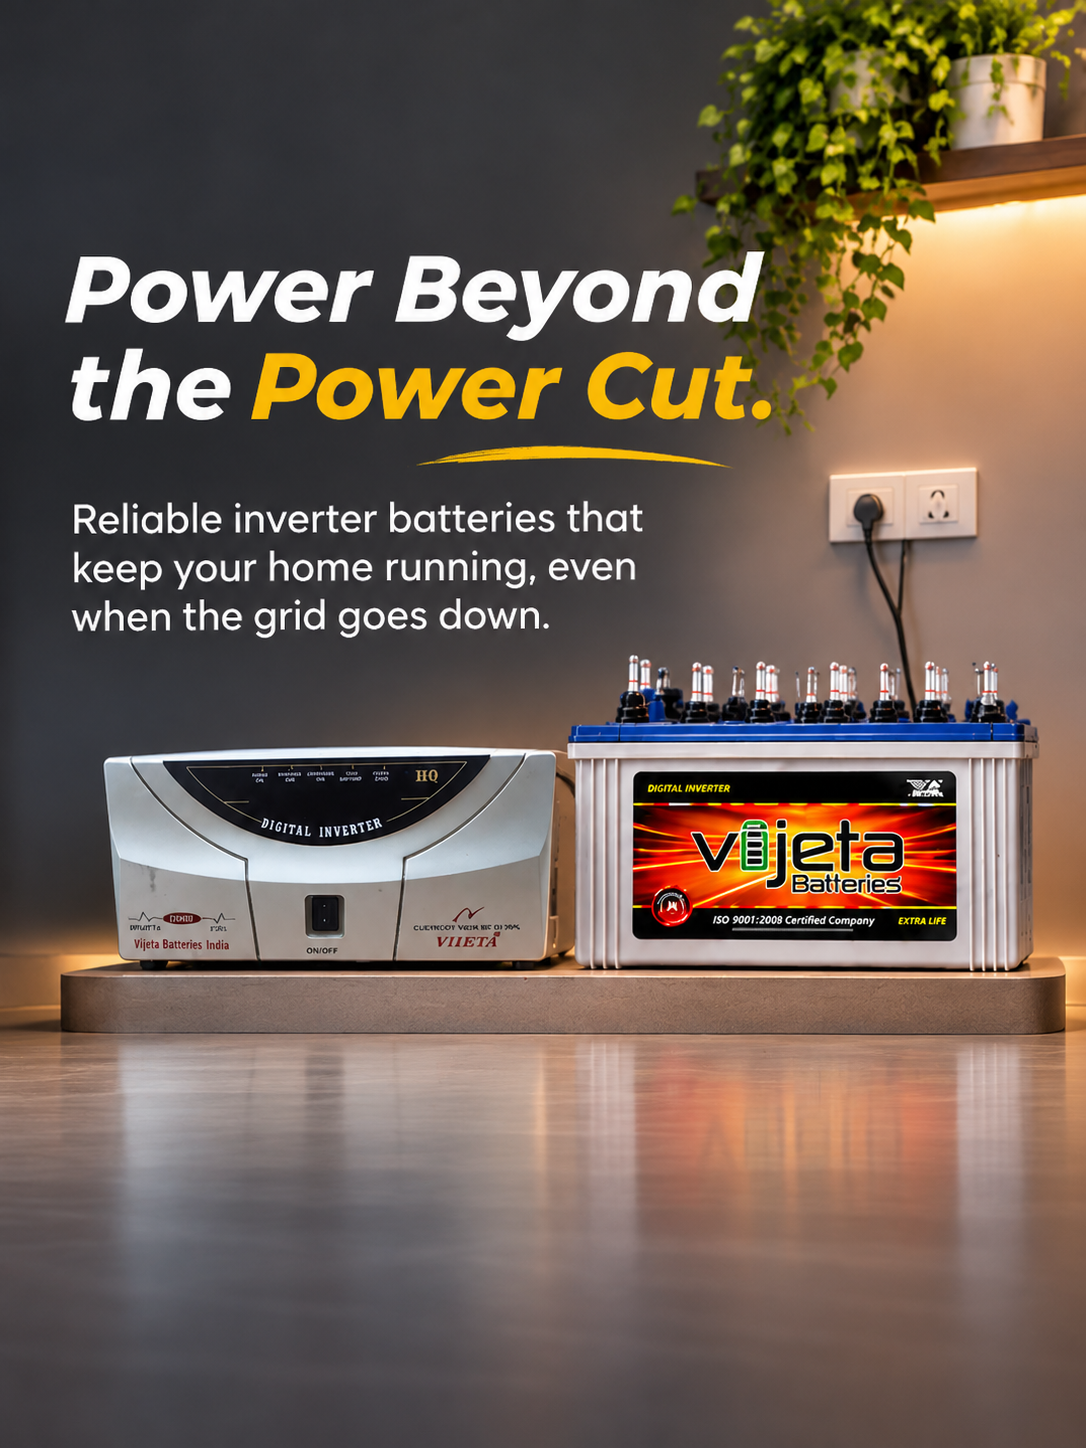 Power Beyond
the Power Cut.
Reliable inverter batteries that
keep your home running, even
when the grid goes down.
HQ
DIGITAL INVERTER
Vijeta Batteries India
ON/OFF
VIJETA
DIGITAL INVERTER
vijeta
Batteries
ISO 9001:2008 Certified Company
EXTRA LIFE